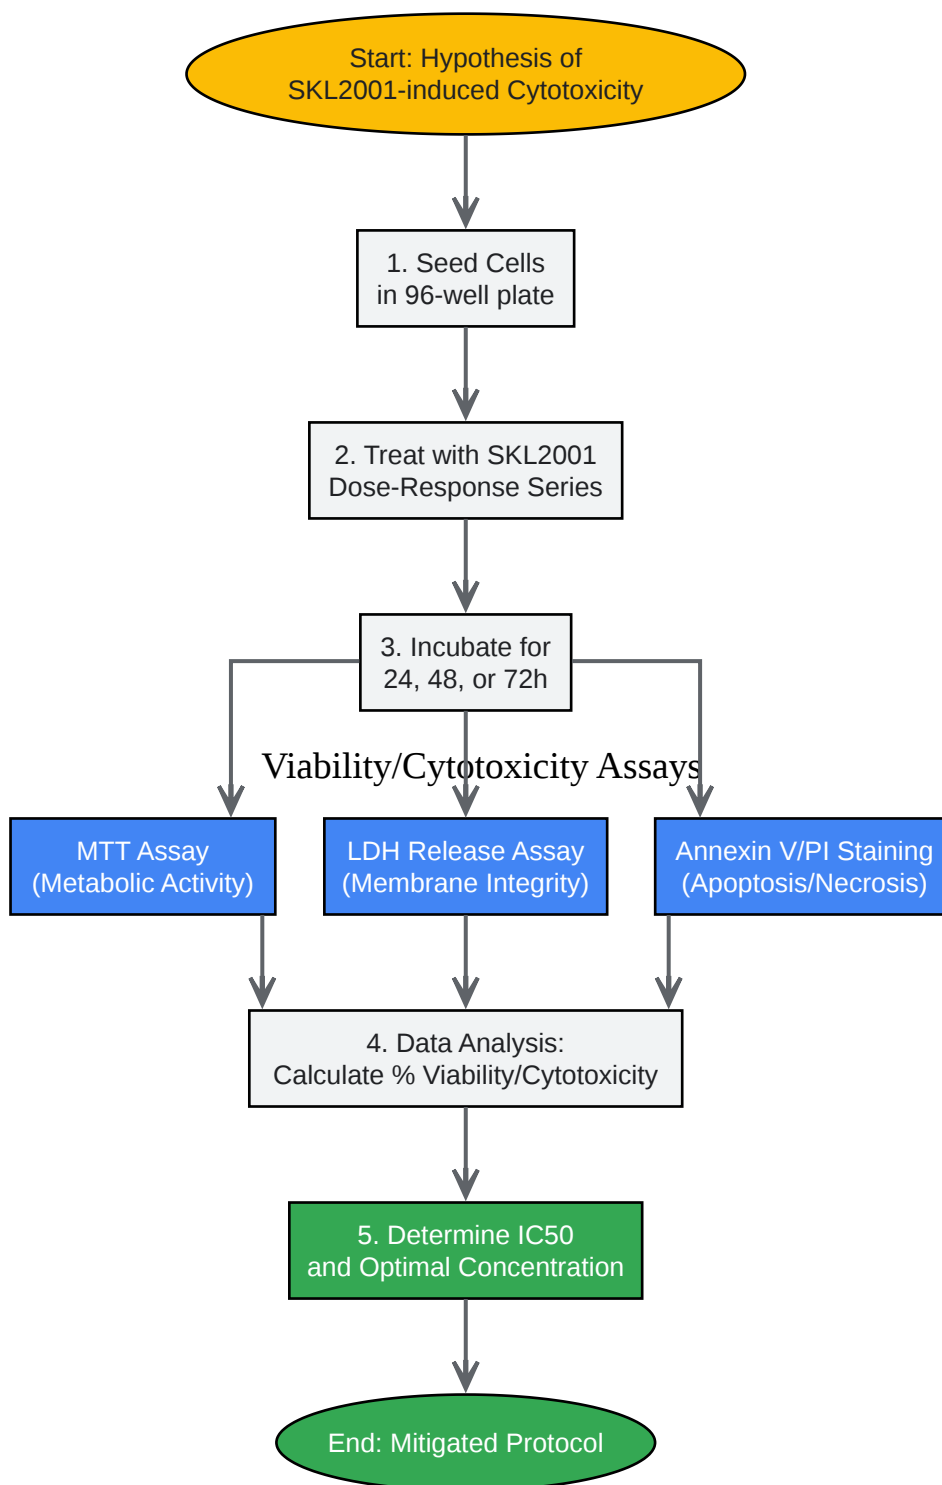 Start: Hypothesis of
SKL2001-induced Cytotoxicity
1. Seed Cells
in 96-well plate
2. Treat with SKL2001
Dose-Response Series
3. Incubate for
24, 48, or 72h
Viability/Cytotoxicity Assays
MTT Assay
(Metabolic Activity)
LDH Release Assay
(Membrane Integrity)
Annexin V/PI Staining
(Apoptosis/Necrosis)
4. Data Analysis:
Calculate % Viability/Cytotoxicity
5. Determine IC50
and Optimal Concentration
End: Mitigated Protocol